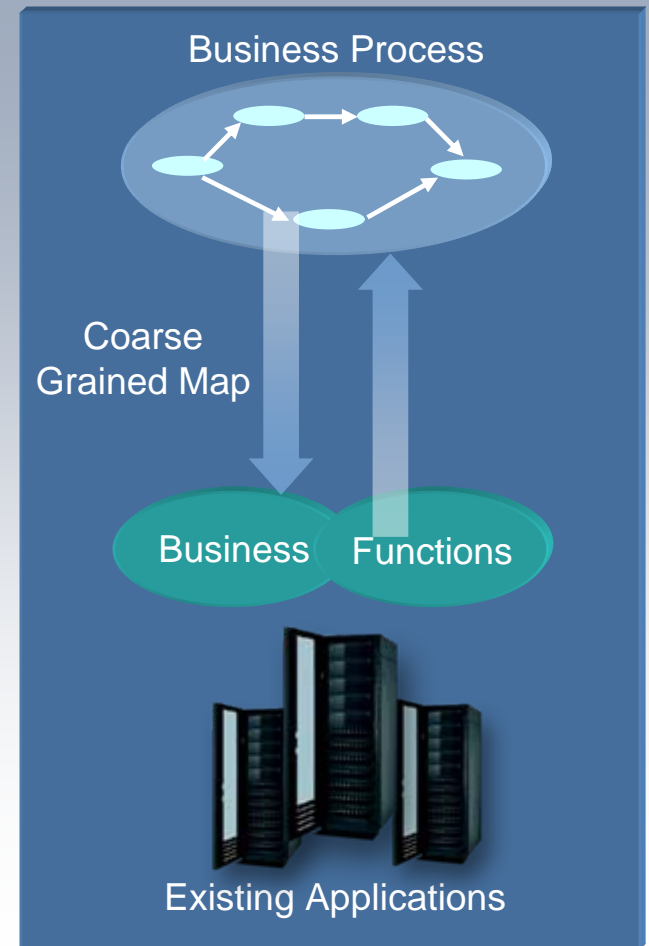 Business Process
Coarse
Grained Map
Business Functions
Existing Applications